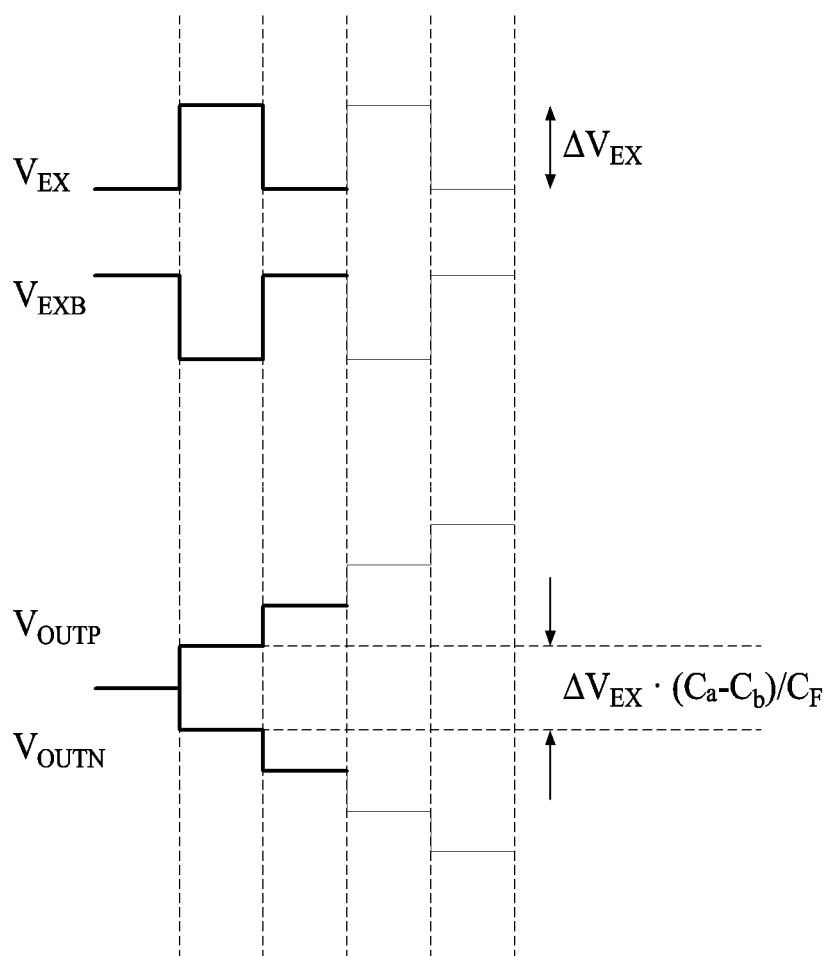 V_EX
ΔV_EX
V_EXB
V_OUTP
ΔV_EX · (C_a-C_b)/C_F
V_OUTN